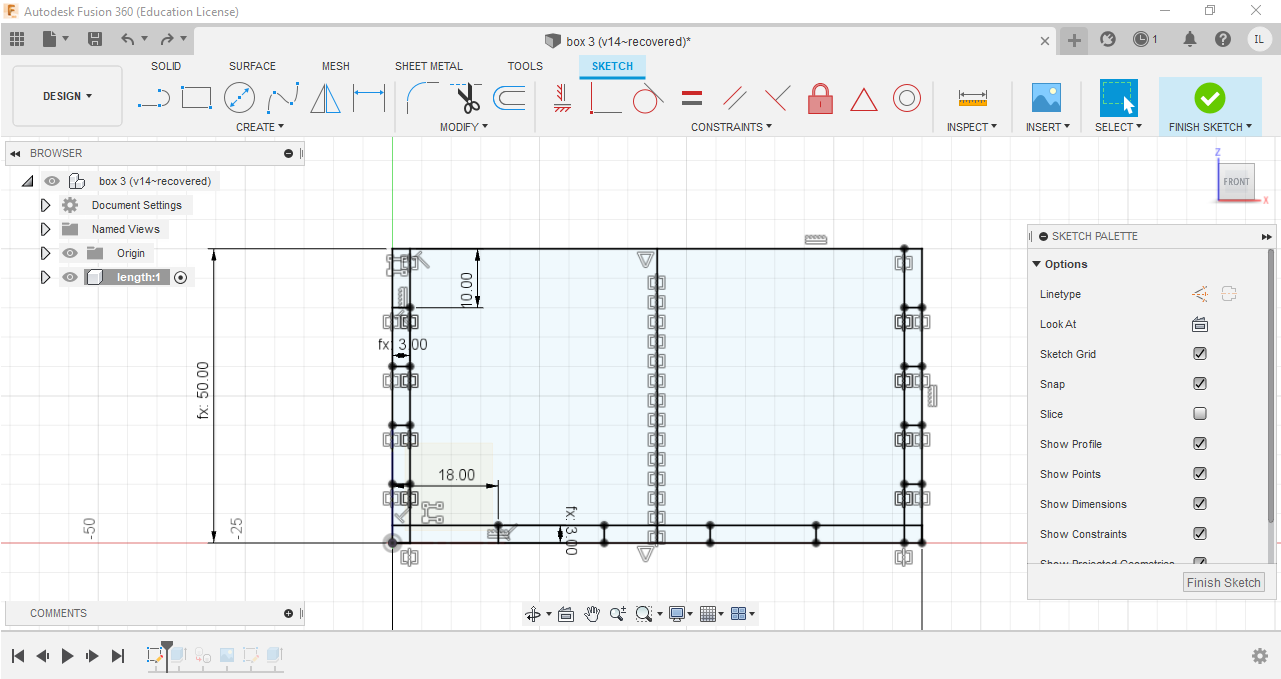 Autodesk Fusion 360 (Education License)
box 3 (v14~recovered)*
1
IL
SOLID SURFACE MESH SHEET METAL TOOLS SKETCH
DESIGN
CREATE MODIFY CONSTRAINTS INSPECT INSERT SELECT FINISH SKETCH
BROWSER
box 3 (v14~recovered)
Document Settings
Named Views
Origin
length:1
Z
FRONT
X
SKETCH PALETTE
Options
Linetype
Look At
Sketch Grid
Snap
Slice
Show Profile
Show Points
Show Dimensions
Show Constraints
Show Projected Geometries
Finish Sketch
10.00
fx: 3.00
fx: 50.00
18.00
fx: 3.00
-50
-25
COMMENTS